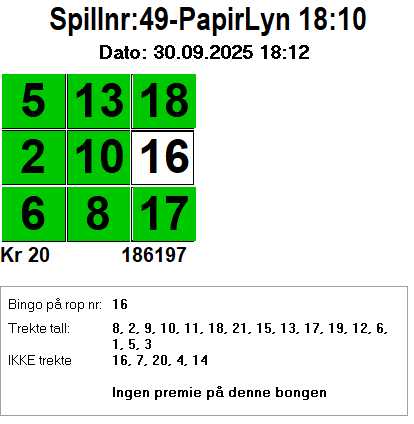 Spillnr:49-PapirLyn 18:10
Dato: 30.09.2025 18:12
5 13 18
2 10 16
6 8 17
Kr 20 186197
Bingo på rop nr: 16
Trekte tall: 8, 2, 9, 10, 11, 18, 21, 15, 13, 17, 19, 12, 6,
1, 5, 3
IKKE trekte 16, 7, 20, 4, 14
Ingen premie på denne bongen